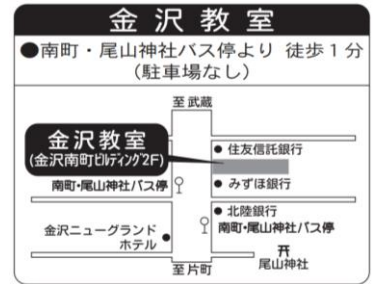 金沢教室
●南町・尾山神社バス停より 徒歩1分
(駐車場なし)
至武蔵
金沢教室
(金沢南町ビルディング2F)
住友信託銀行
南町・尾山神社バス停
みずほ銀行
北陸銀行
南町・尾山神社バス停
金沢ニューグランド
ホテル
尾山神社
至片町